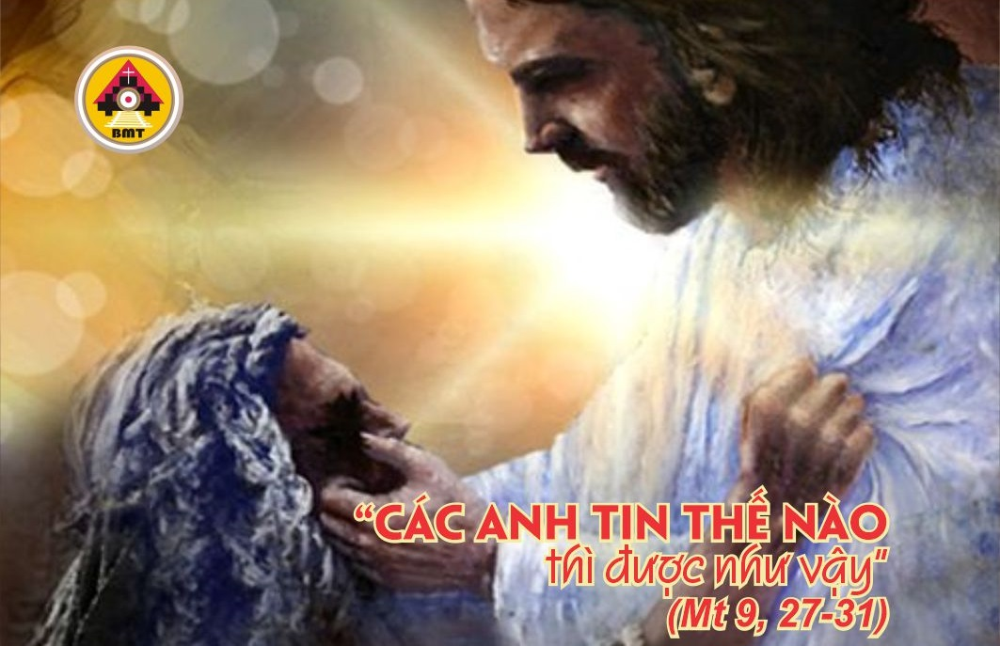 BMT
“CÁC ANH TIN THẾ NÀO
thì được như vậy”
(Mt 9, 27-31)